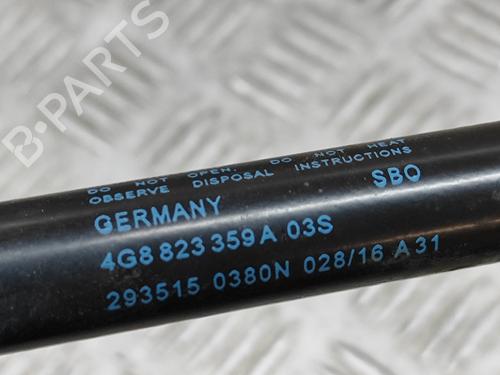 B-PARTS
DO NOT OPEN. DO NOT HEAT
OBSERVE DISPOSAL INSTRUCTIONS
GERMANY SBO
4G8 823 359 A 03S
293515 0380N 028/16 A 31